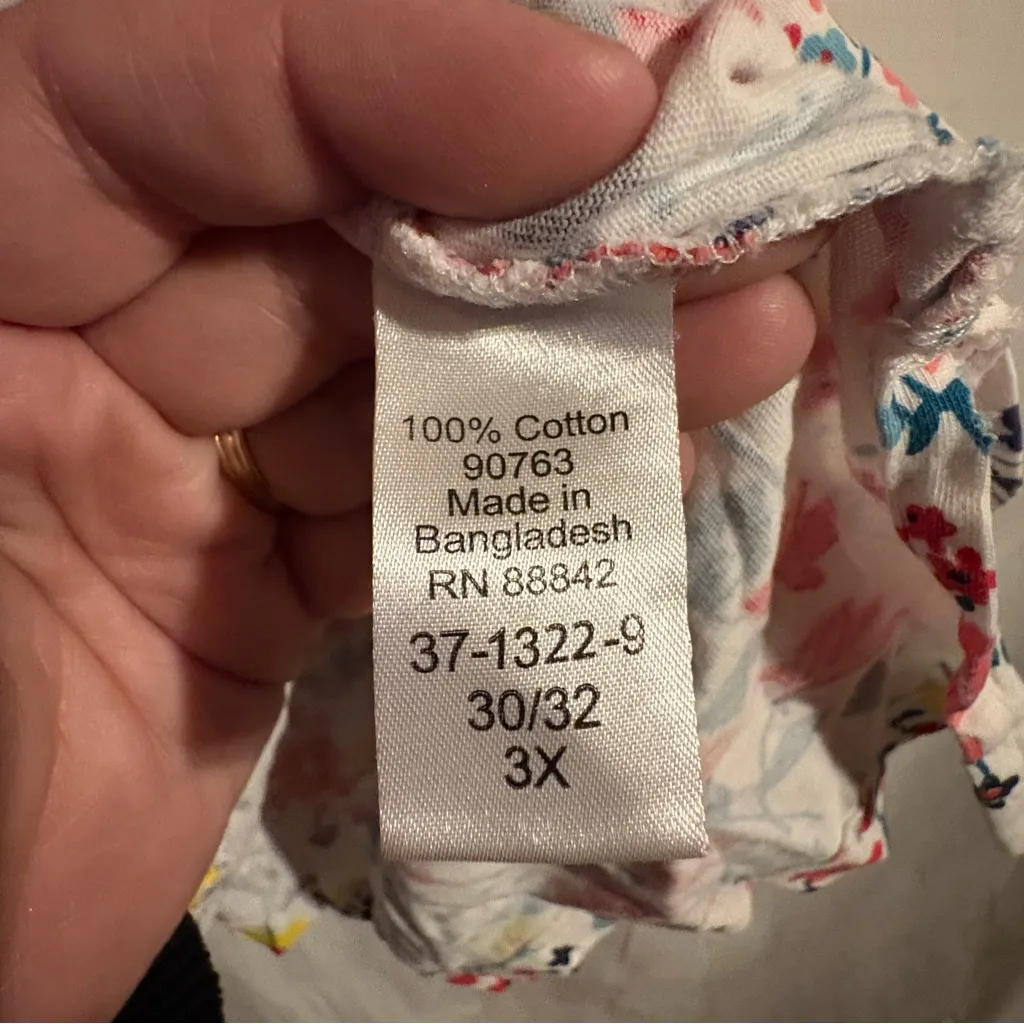 100% Cotton
90763
Made in
Bangladesh
RN 88842
37-1322-9
30/32
3X